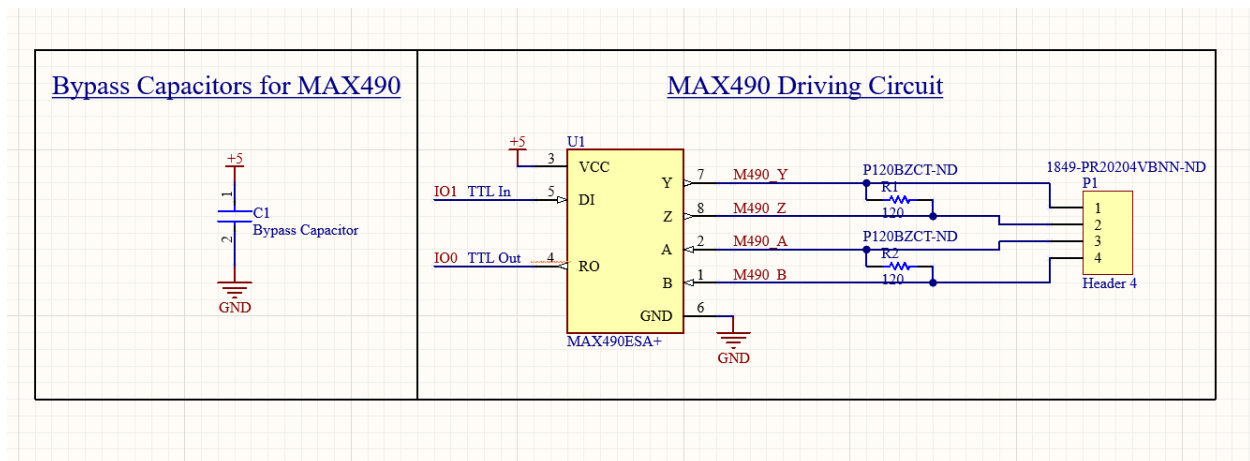 Bypass Capacitors for MAX490
MAX490 Driving Circuit
+5
1
C1
Bypass Capacitor
2
GND
+5
U1
3
VCC
IO1 TTL In
5
DI
IO0 TTL Out
4
RO
Y
7
M490_Y
Z
8
M490_Z
A
2
M490_A
B
1
M490_B
GND
6
MAX490ESA+
GND
P120BZCT-ND
R1
120
P120BZCT-ND
R2
120
1849-PR20204VBNN-ND
P1
1
2
3
4
Header 4